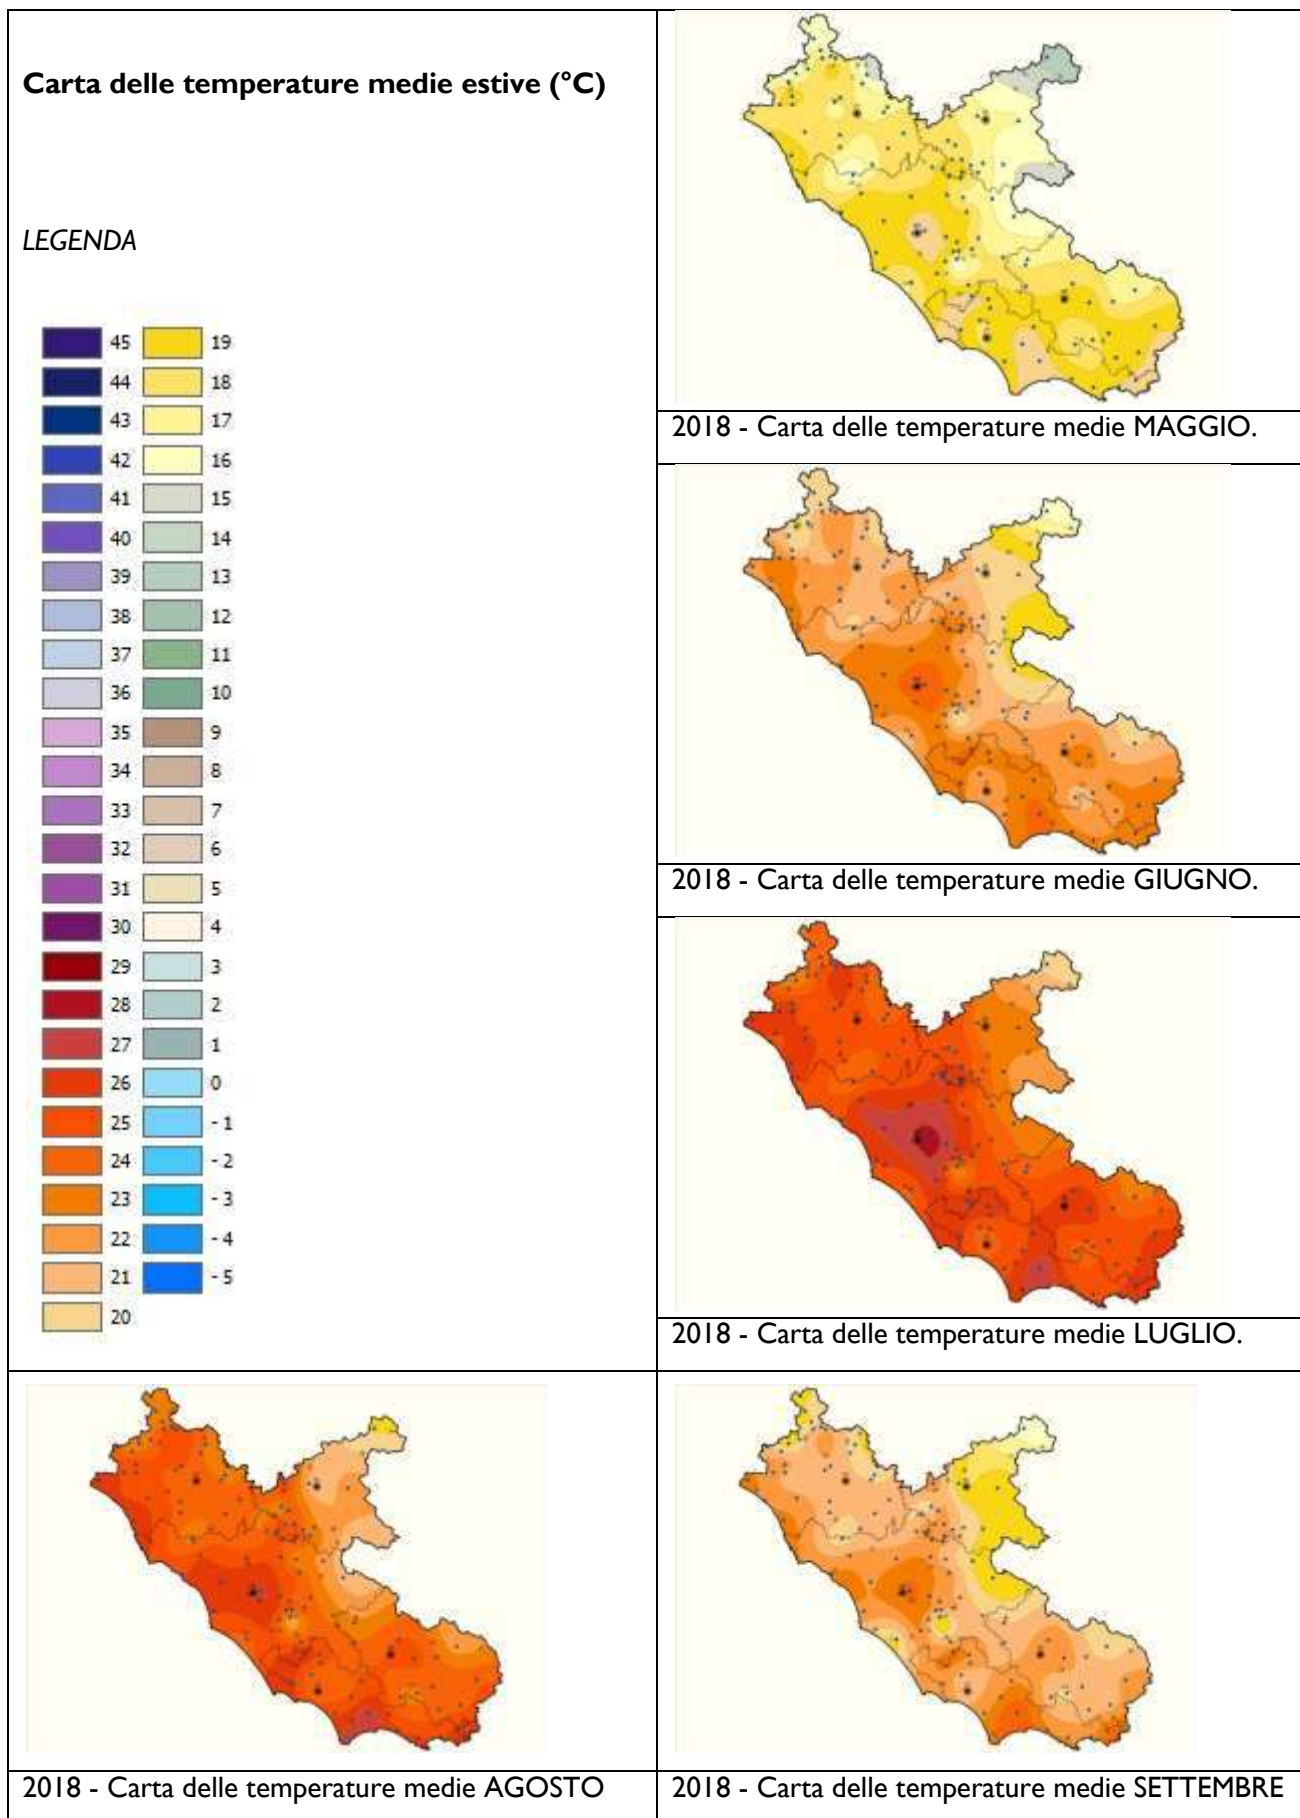 Carta delle temperature medie estive (°C)
LEGENDA
45 19
44 18
43 17
42 16
41 15
40 14
39 13
38 12
37 11
36 10
35 9
34 8
33 7
32 6
31 5
30 4
29 3
28 2
27 1
26 0
25 - 1
24 - 2
23 - 3
22 - 4
21 - 5
20
2018 - Carta delle temperature medie MAGGIO.
2018 - Carta delle temperature medie GIUGNO.
2018 - Carta delle temperature medie LUGLIO.
2018 - Carta delle temperature medie AGOSTO
2018 - Carta delle temperature medie SETTEMBRE